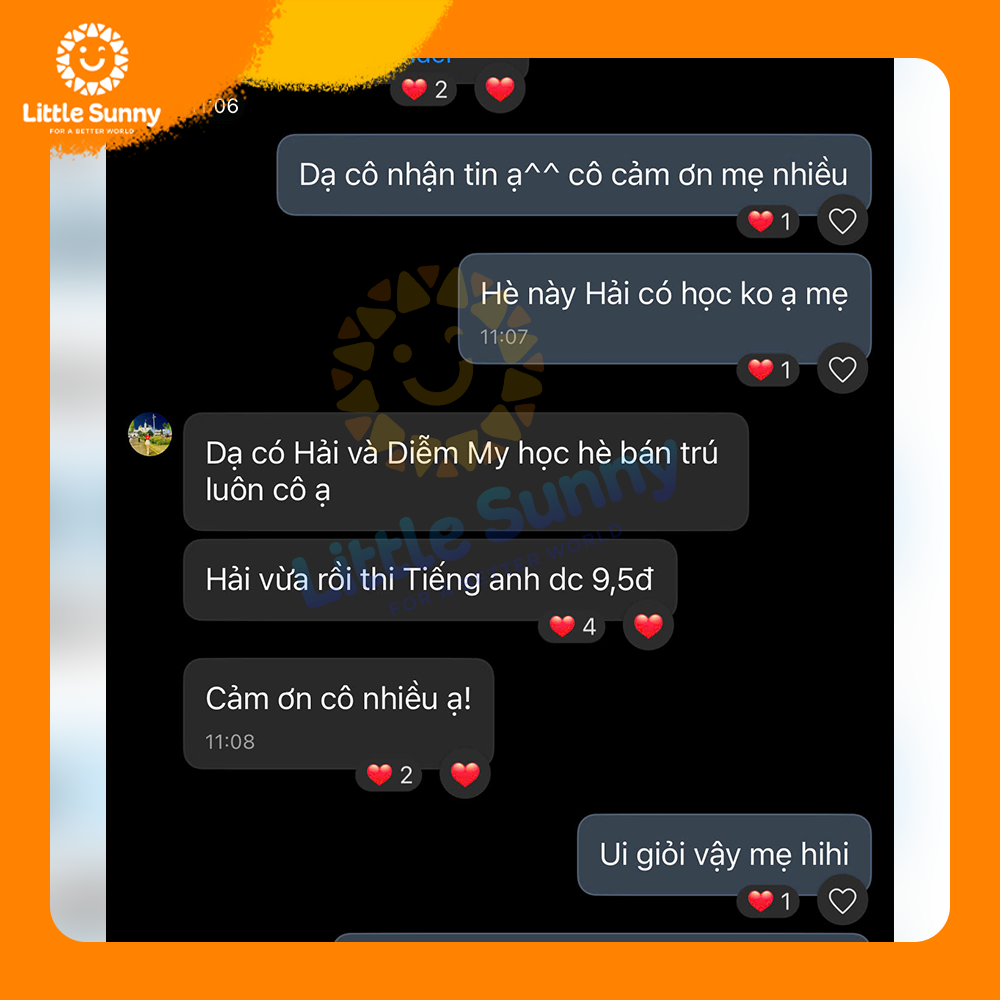 Little Sunny
FOR A BETTER WORLD
2
06
Dạ cô nhận tin ạ^^ cô cảm ơn mẹ nhiều
1
Hè này Hải có học ko ạ mẹ
11:07
1
Dạ có Hải và Diễm My học hè bán trú
luôn cô ạ
Little Sunny
FOR A BETTER WORLD
Hải vừa rồi thi Tiếng anh dc 9,5đ
4
Cảm ơn cô nhiều ạ!
11:08
2
Ui giỏi vậy mẹ hihi
1